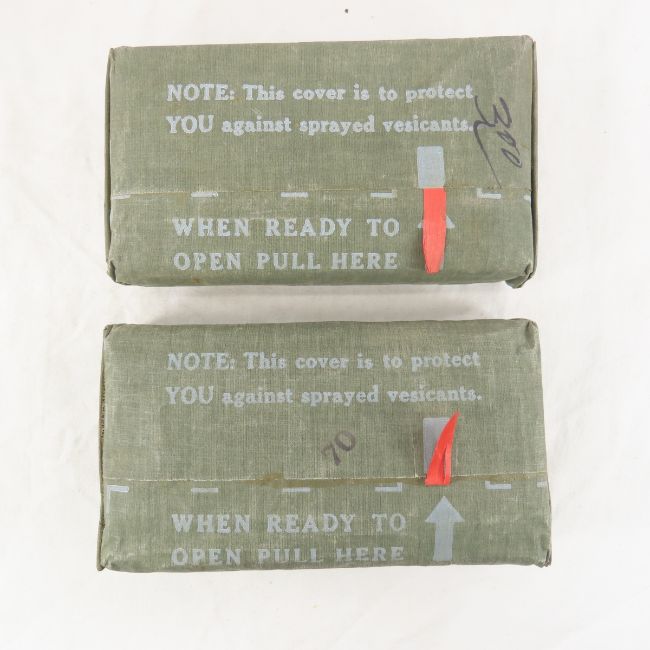 NOTE: This cover is to protect
YOU against sprayed vesicants.
WHEN READY TO
OPEN PULL HERE
NOTE: This cover is to protect
YOU against sprayed vesicants.
70
WHEN READY TO
OPEN PULL HERE